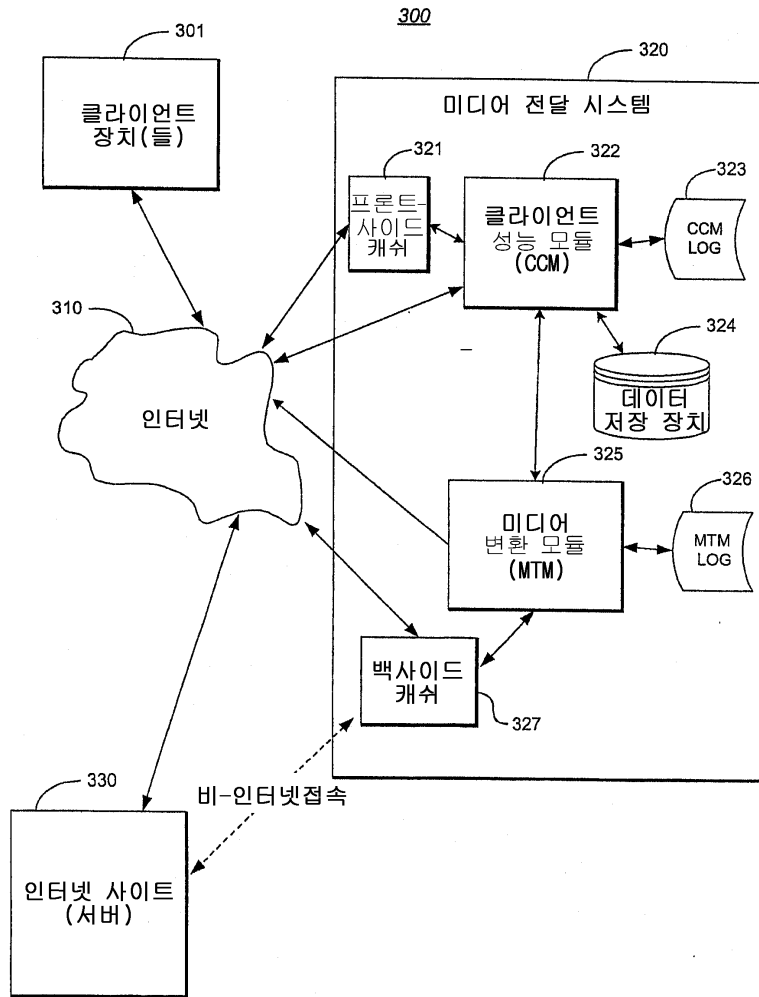 300
301
클라이언트
장치(들)
320
미디어 전달 시스템
321
프론트-
사이드
캐쉬
322
클라이언트
성능 모듈
(CCM)
323
CCM
LOG
310
인터넷
324
데이터
저장 장치
325
미디어
변환 모듈
(MTM)
326
MTM
LOG
백사이드
캐쉬
327
비-인터넷접속
330
인터넷 사이트
(서버)